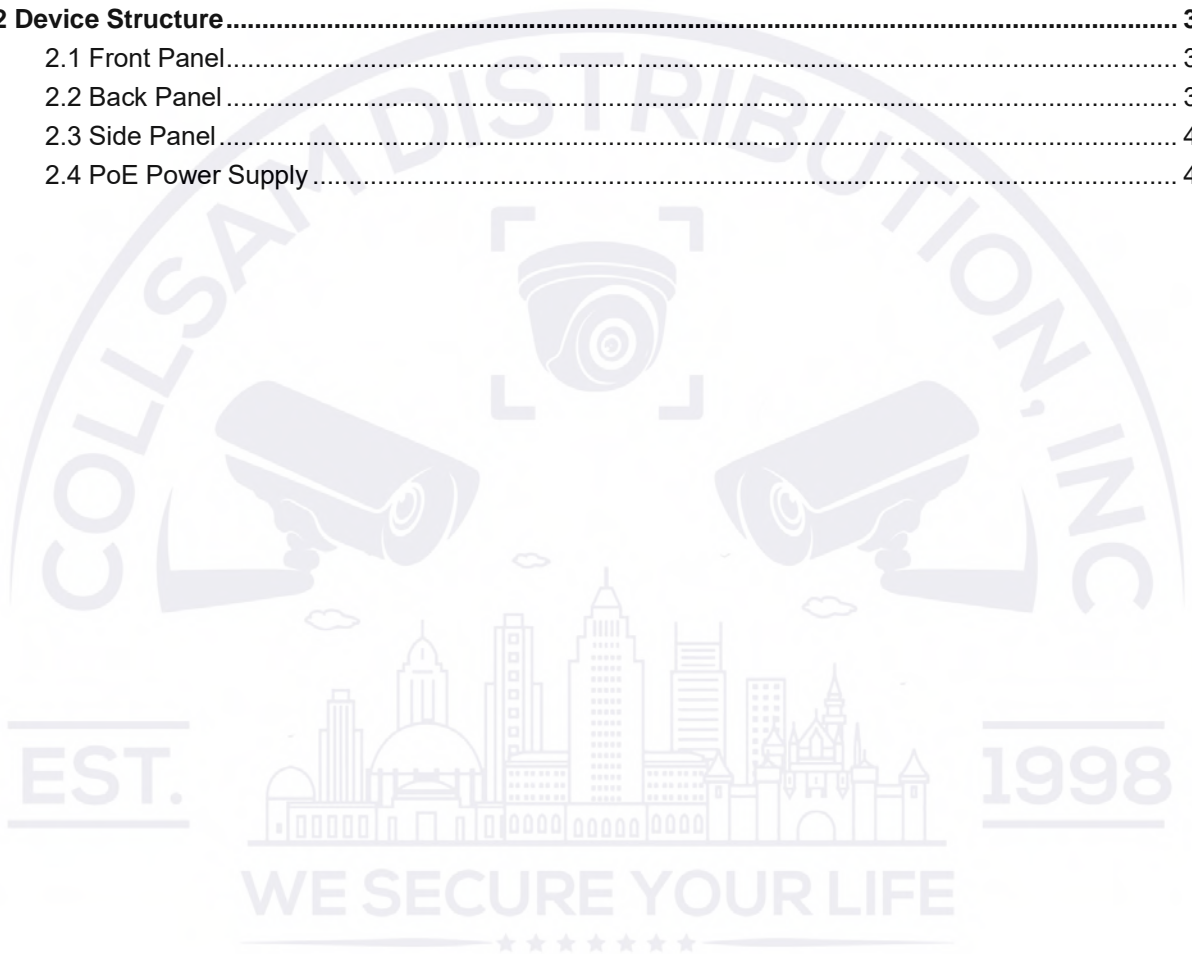 2 Device Structure........................................................................................................................ 3
2.1 Front Panel........................................................................................................................ 3
2.2 Back Panel ........................................................................................................................ 3
2.3 Side Panel ........................................................................................................................ 4
2.4 PoE Power Supply ............................................................................................................ 4
COLLSAM DISTRIBUTION, INC
EST.
1998
WE SECURE YOUR LIFE